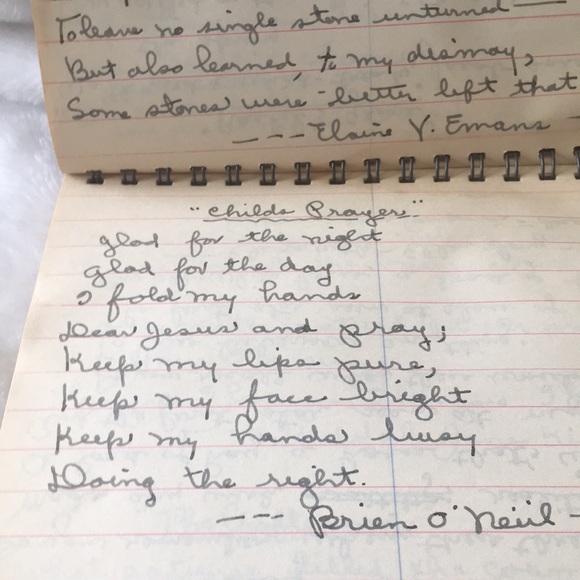 To leave no single stone unturned —
But also learned, to my dismay,
Some stones were better left that
--- Elaine V. Emans -
"Childs Prayer"
glad for the night
glad for the day
I fold my hands
Dear Jesus and pray;
Keep my lips pure,
Keep my face bright
Keep my hands busy
Doing the right.
--- Brien O'Neiil -